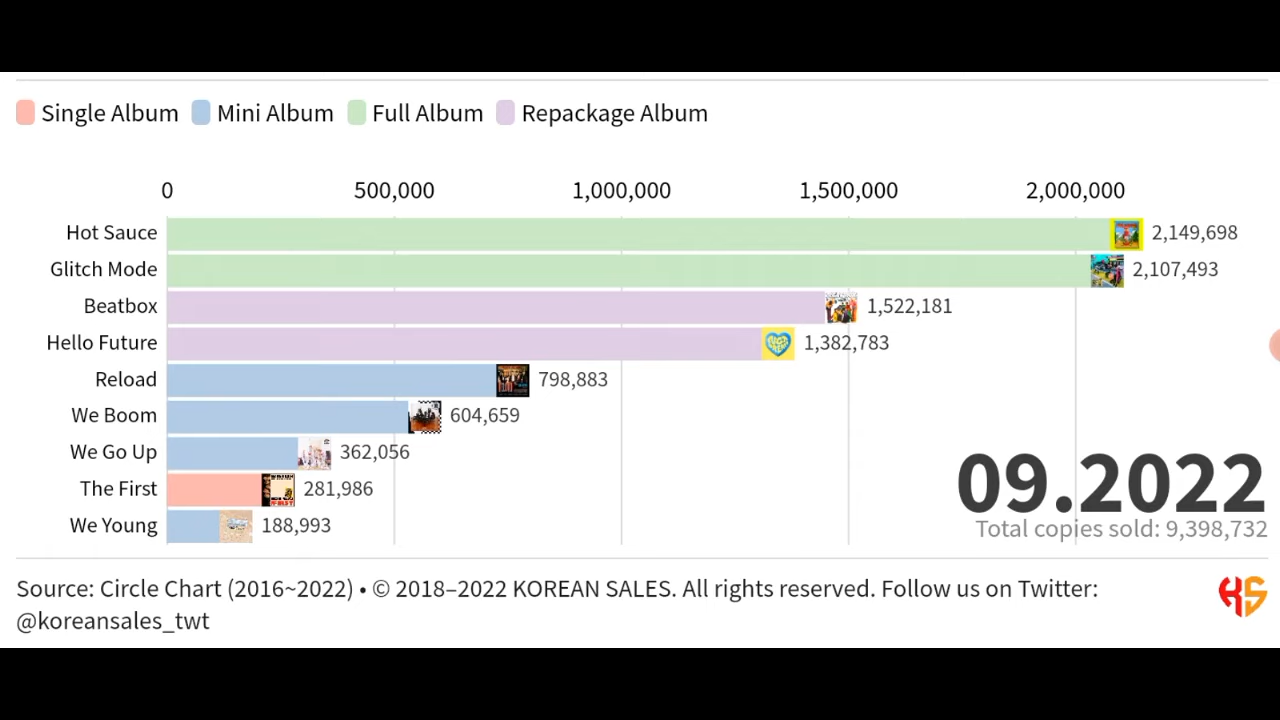 Single Album Mini Album Full Album Repackage Album
0 500,000 1,000,000 1,500,000 2,000,000
Hot Sauce 2,149,698
Glitch Mode 2,107,493
Beatbox 1,522,181
Hello Future 1,382,783
Reload 798,883
We Boom 604,659
We Go Up 362,056
The First 281,986
We Young 188,993
09.2022
Total copies sold: 9,398,732
Source: Circle Chart (2016~2022) • © 2018–2022 KOREAN SALES. All rights reserved. Follow us on Twitter:
@koreansales_twt
KS